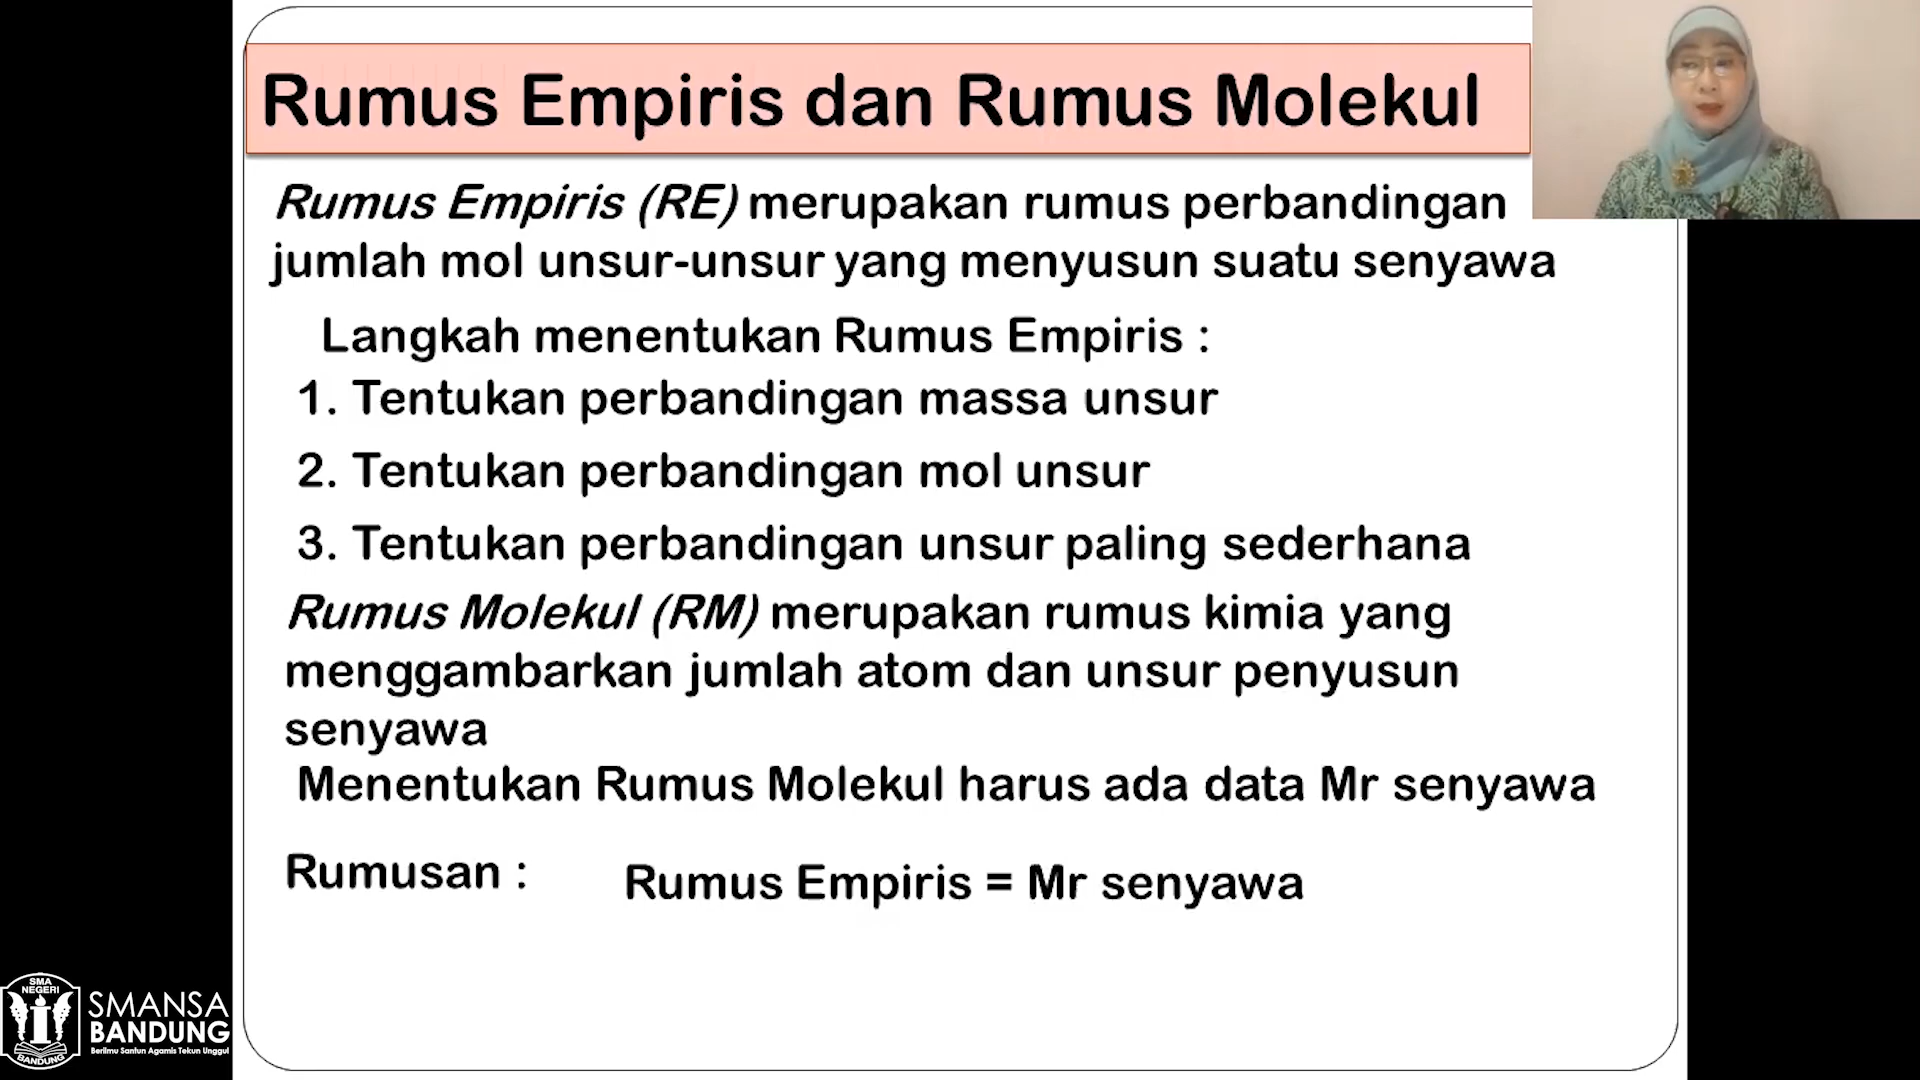 Rumus Empiris dan Rumus Molekul
Rumus Empiris (RE) merupakan rumus perbandingan
jumlah mol unsur-unsur yang menyusun suatu senyawa
Langkah menentukan Rumus Empiris :
1. Tentukan perbandingan massa unsur
2. Tentukan perbandingan mol unsur
3. Tentukan perbandingan unsur paling sederhana
Rumus Molekul (RM) merupakan rumus kimia yang
menggambarkan jumlah atom dan unsur penyusun
senyawa
Menentukan Rumus Molekul harus ada data Mr senyawa
Rumusan :
Rumus Empiris = Mr senyawa
SMA
NEGERI
BANDUNG
SMANSA
BANDUNG
Berilmu Santun Agamis Tekun Unggul